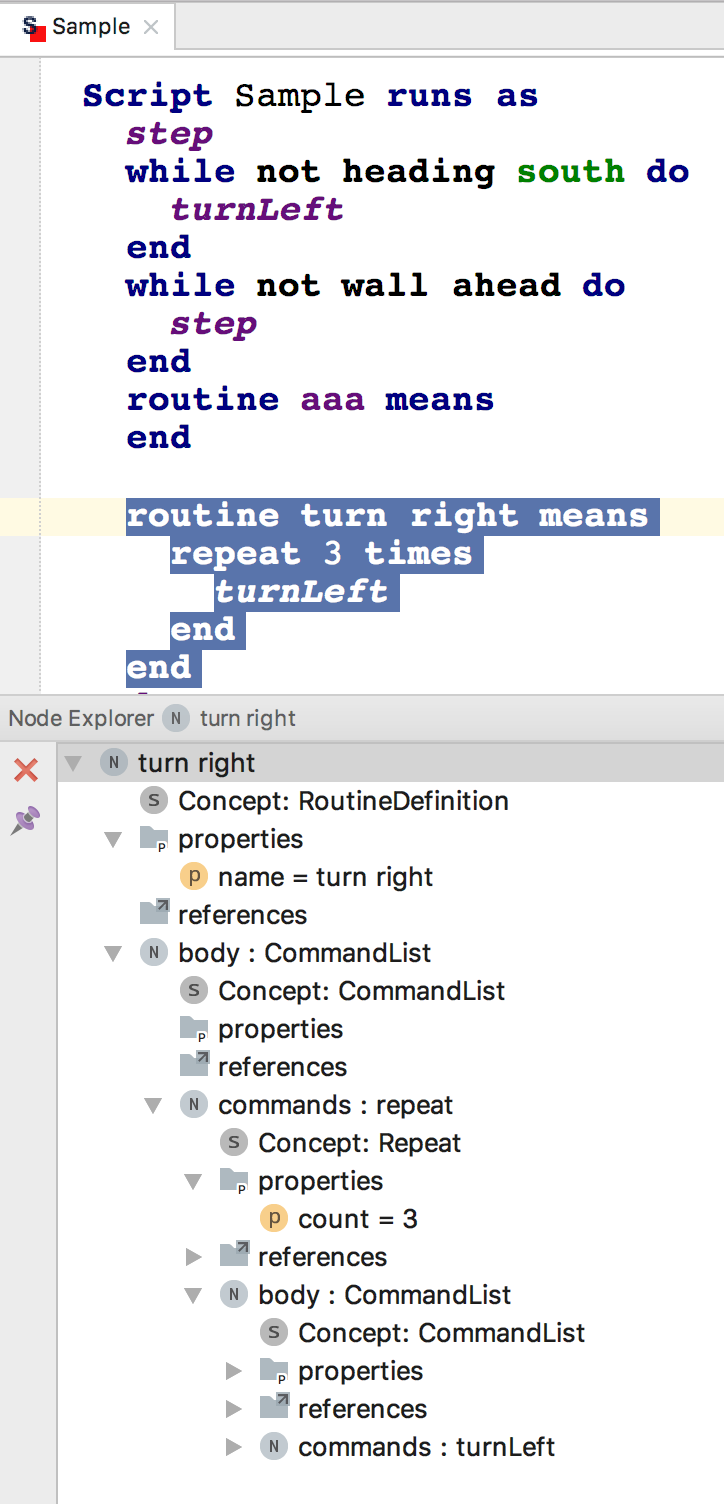 S Sample
Script Sample runs as
step
while not heading south do
turnLeft
end
while not wall ahead do
step
end
routine aaa means
end
routine turn right means
repeat 3 times
turnLeft
end
end
Node Explorer N turn right
N turn right
S Concept: RoutineDefinition
P properties
p name = turn right
references
N body : CommandList
S Concept: CommandList
P properties
references
N commands : repeat
S Concept: Repeat
P properties
p count = 3
references
N body : CommandList
S Concept: CommandList
P properties
references
N commands : turnLeft